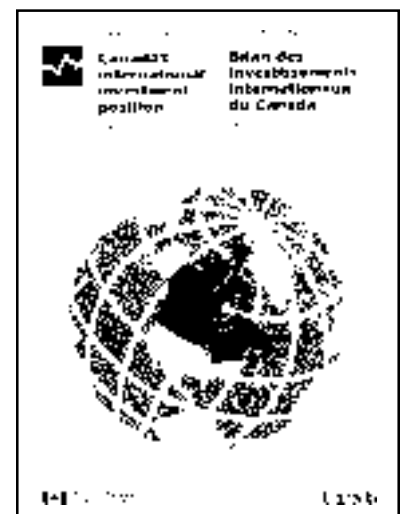 Canada's
international
investment
position
Bilan des
investissements
internationaux
du Canada
Canada